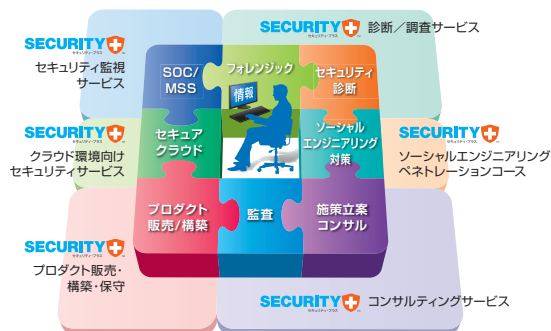 SECURITY
セキュリティ・プラス
診断／調査サービス
SECURITY
セキュリティ・プラス
セキュリティ監視
サービス
SOC/
MSS
フォレンジック
情報
セキュリティ
診断
SECURITY
セキュリティ・プラス
クラウド環境向け
セキュリティサービス
セキュア
クラウド
ソーシャル
エンジニアリング
対策
SECURITY
セキュリティ・プラス
ソーシャルエンジニアリング
ペネトレーションコース
プロダクト
販売/構築
監査
施策立案
コンサル
SECURITY
セキュリティ・プラス
プロダクト販売・
構築・保守
SECURITY
セキュリティ・プラス
コンサルティングサービス